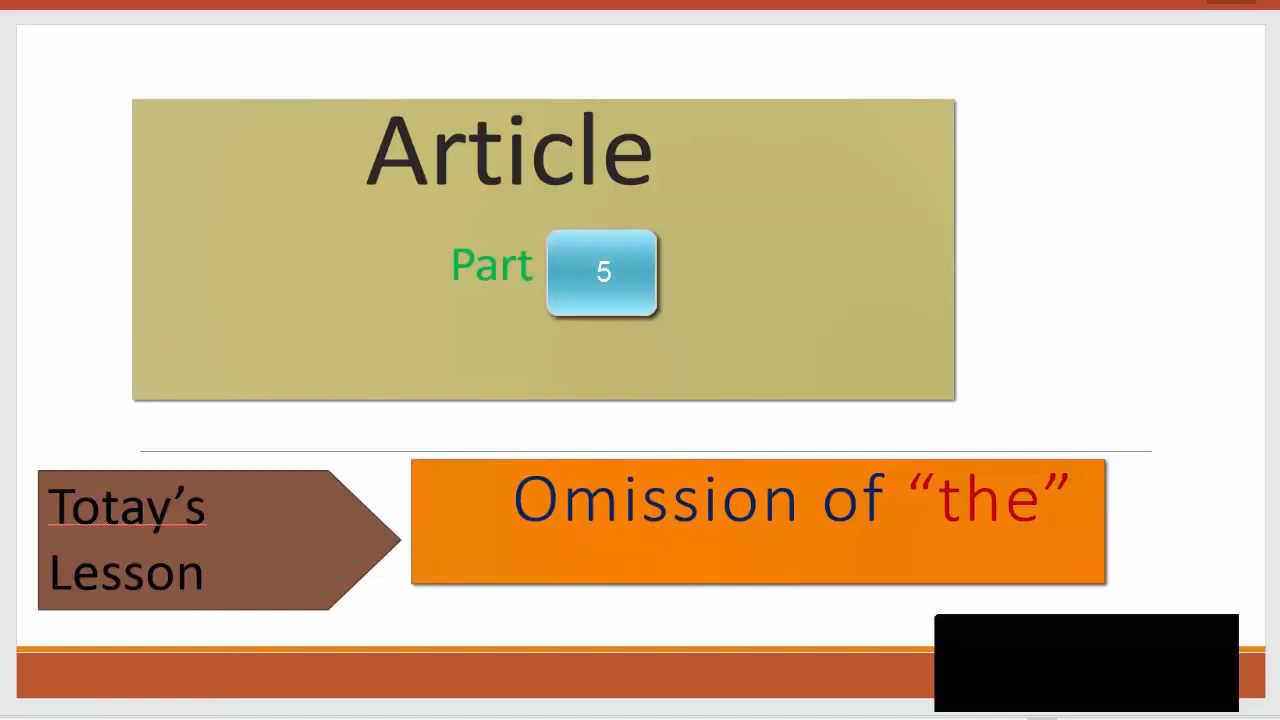 Article
Part 5
Totay’s
Lesson
Omission of “the”